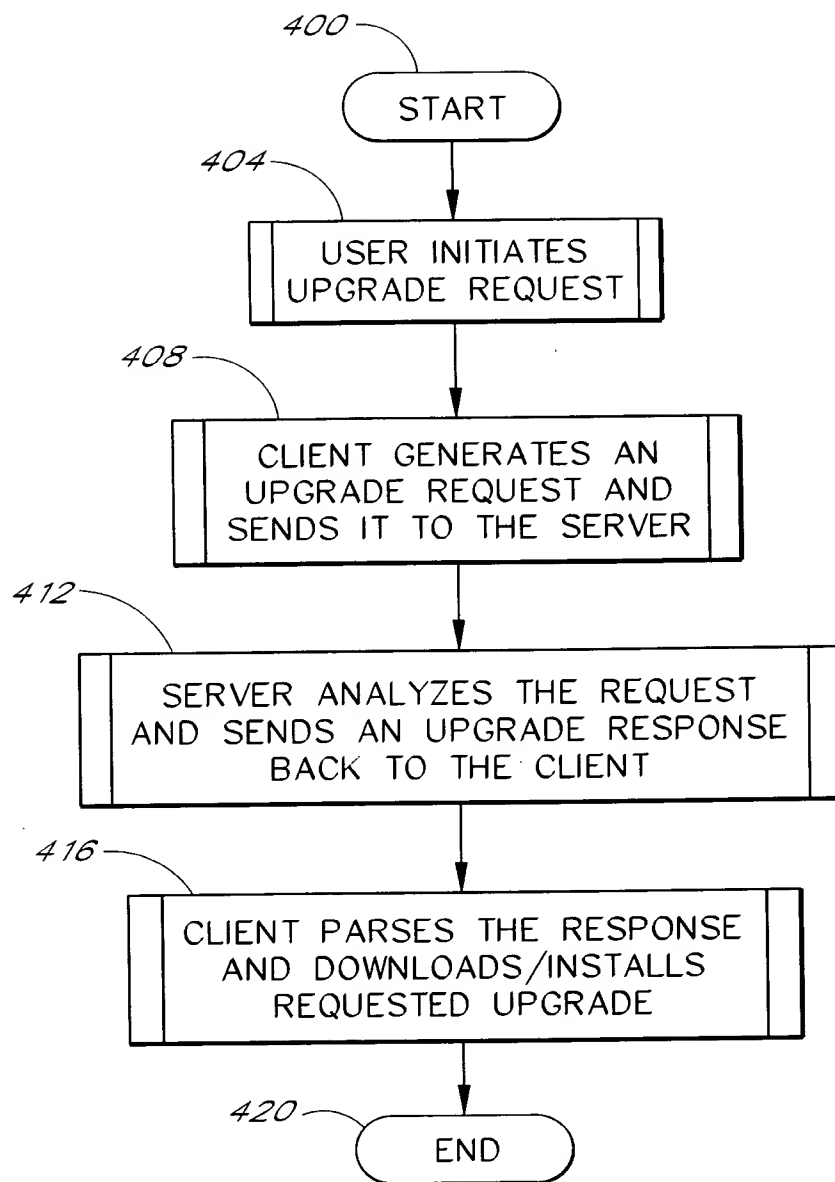 400
START
404
USER INITIATES
UPGRADE REQUEST
408
CLIENT GENERATES AN
UPGRADE REQUEST AND
SENDS IT TO THE SERVER
412
SERVER ANALYZES THE REQUEST
AND SENDS AN UPGRADE RESPONSE
BACK TO THE CLIENT
416
CLIENT PARSES THE RESPONSE
AND DOWNLOADS/INSTALLS
REQUESTED UPGRADE
420
END